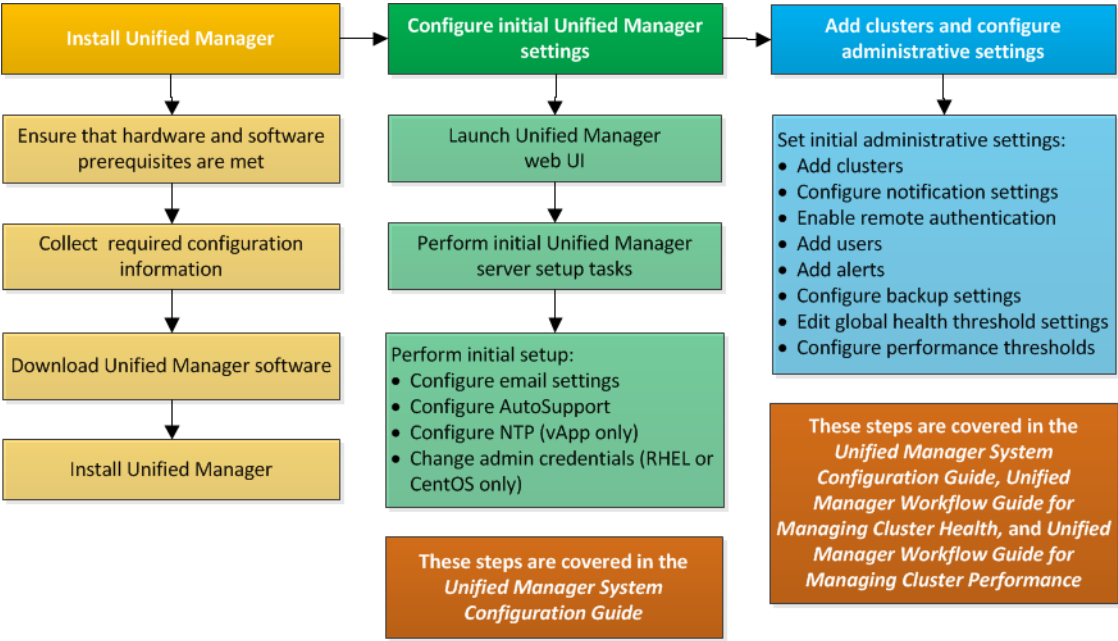 Install Unified Manager
Ensure that hardware and software
prerequisites are met
Collect required configuration
information
Download Unified Manager software
Install Unified Manager
Configure initial Unified Manager
settings
Launch Unified Manager
web UI
Perform initial Unified Manager
server setup tasks
Perform initial setup:
• Configure email settings
• Configure AutoSupport
• Configure NTP (vApp only)
• Change admin credentials (RHEL or
CentOS only)
These steps are covered in the
Unified Manager System
Configuration Guide
Add clusters and configure
administrative settings
Set initial administrative settings:
• Add clusters
• Configure notification settings
• Enable remote authentication
• Add users
• Add alerts
• Configure backup settings
• Edit global health threshold settings
• Configure performance thresholds
These steps are covered in the
Unified Manager System
Configuration Guide, Unified
Manager Workflow Guide for
Managing Cluster Health, and Unified
Manager Workflow Guide for
Managing Cluster Performance